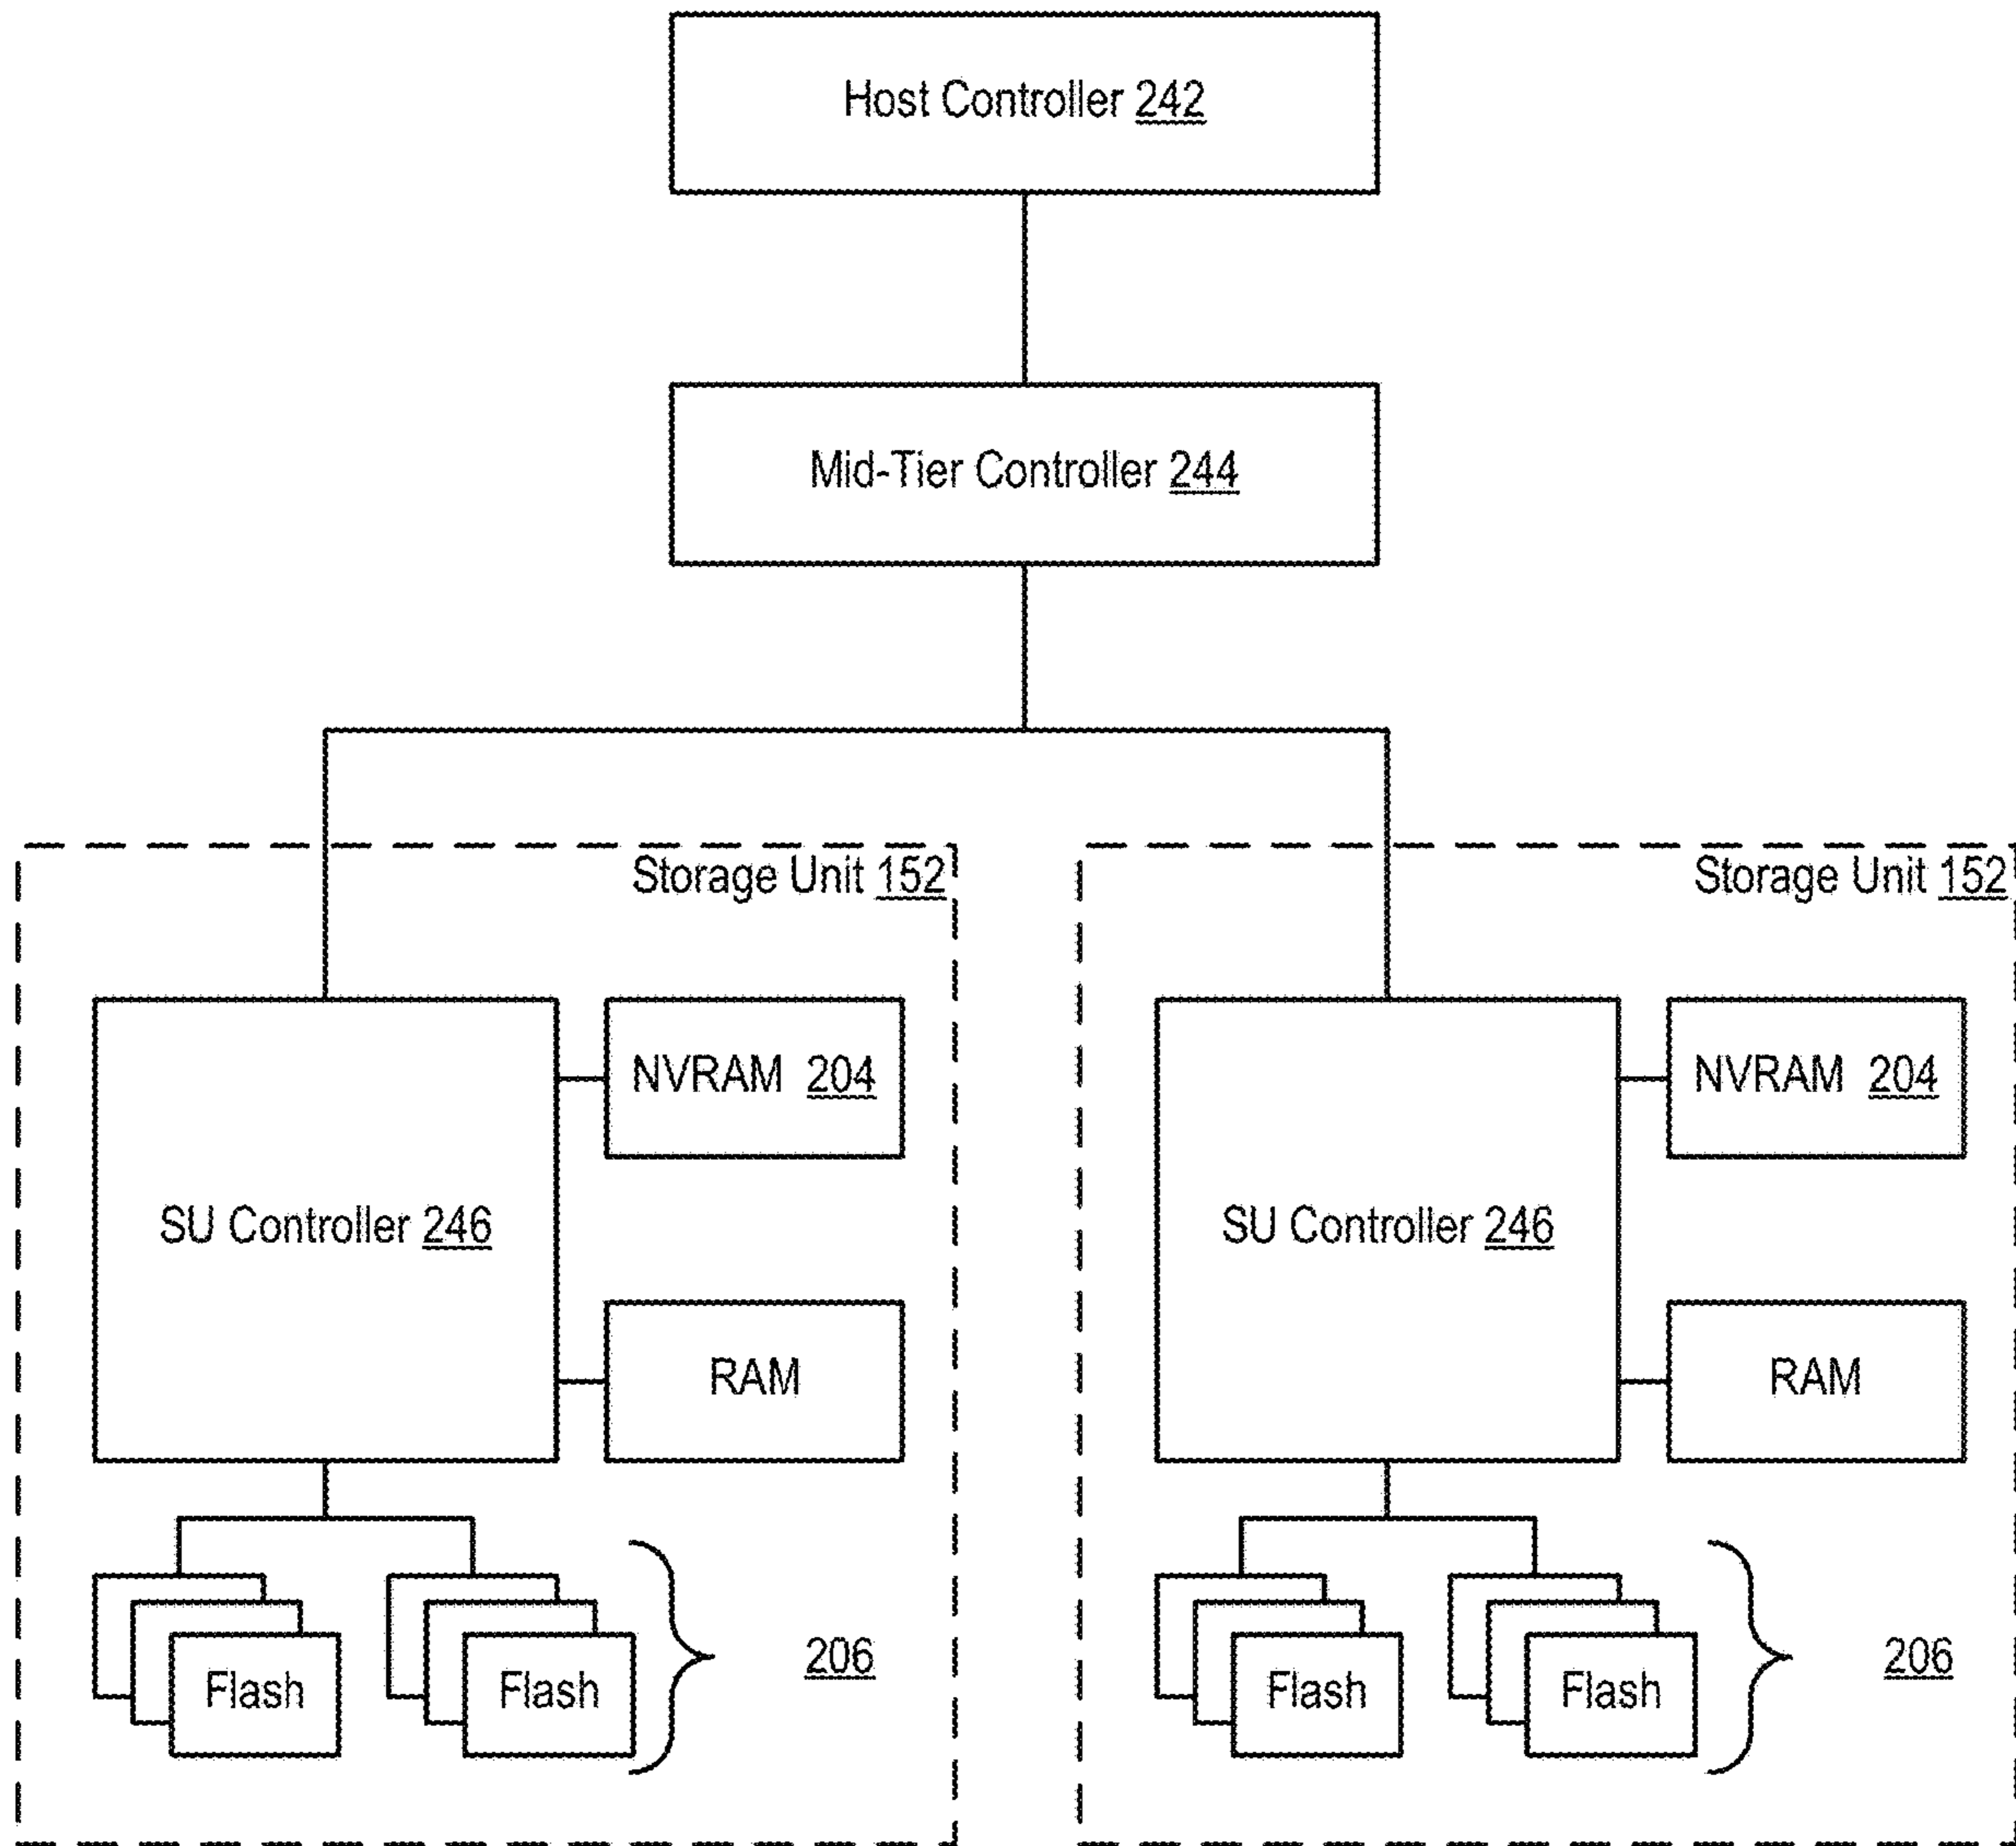 Host Controller 242
Mid-Tier Controller 244
Storage Unit 152
NVRAM 204
SU Controller 246
RAM
Flash
Flash
206
Storage Unit 152
NVRAM 204
SU Controller 246
RAM
Flash
Flash
206